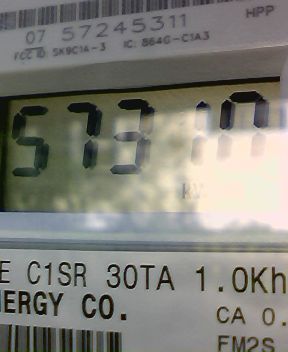 07 57245311
HPP
FCC ID: SK9C1A-3 IC: 864G-C1A3
5731
E C1SR 30TA 1.0Kh
ERGY CO.
CA 0.
FM2S